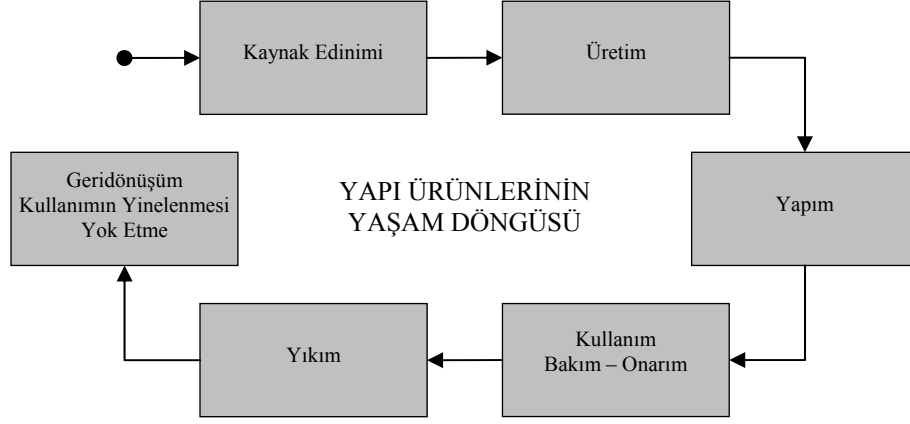 Kaynak Edinimi
Üretim
Geridönüşüm
Kullanımın Yinelenmesi
Yok Etme
YAPI ÜRÜNLERİNİN
YAŞAM DÖNGÜSÜ
Yapım
Yıkım
Kullanım
Bakım – Onarım